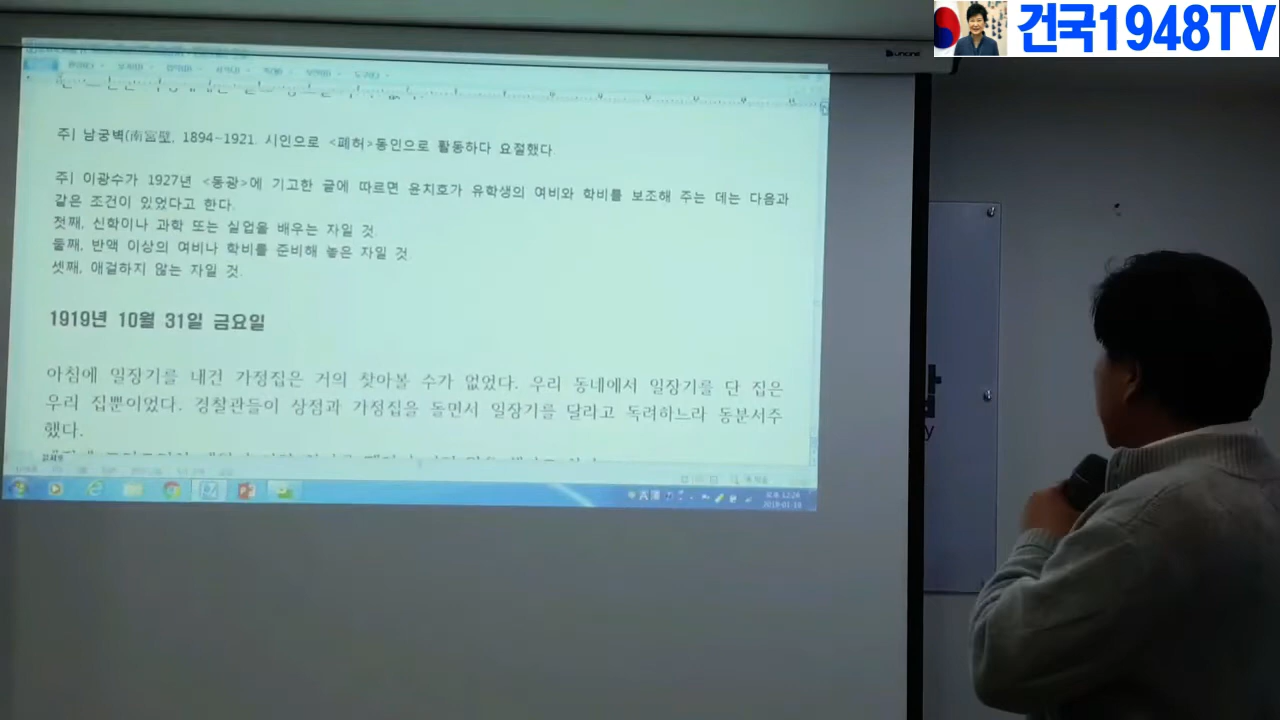 건국1948TV
주| 남궁벽(南宮壁, 1894~1921. 시인으로 <폐허>동인으로 활동하다 요절했다.
주| 이광수가 1927년 <동광>에 기고한 글에 따르면 윤치호가 유학생의 여비와 학비를 보조해 주는 데는 다음과
같은 조건이 있었다고 한다.
첫째, 신학이나 과학 또는 실업을 배우는 자일 것.
둘째, 반액 이상의 여비나 학비를 준비해 놓은 자일 것.
셋째, 애걸하지 않는 자일 것.
1919년 10월 31일 금요일
아침에 일장기를 내건 가정집은 거의 찾아볼 수가 없었다. 우리 동네에서 일장기를 단 집은
우리 집뿐이었다. 경찰관들이 상점과 가정집을 돌면서 일장기를 달라고 독려하느라 동분서주
했다.
오후 12:28
2019-01-19